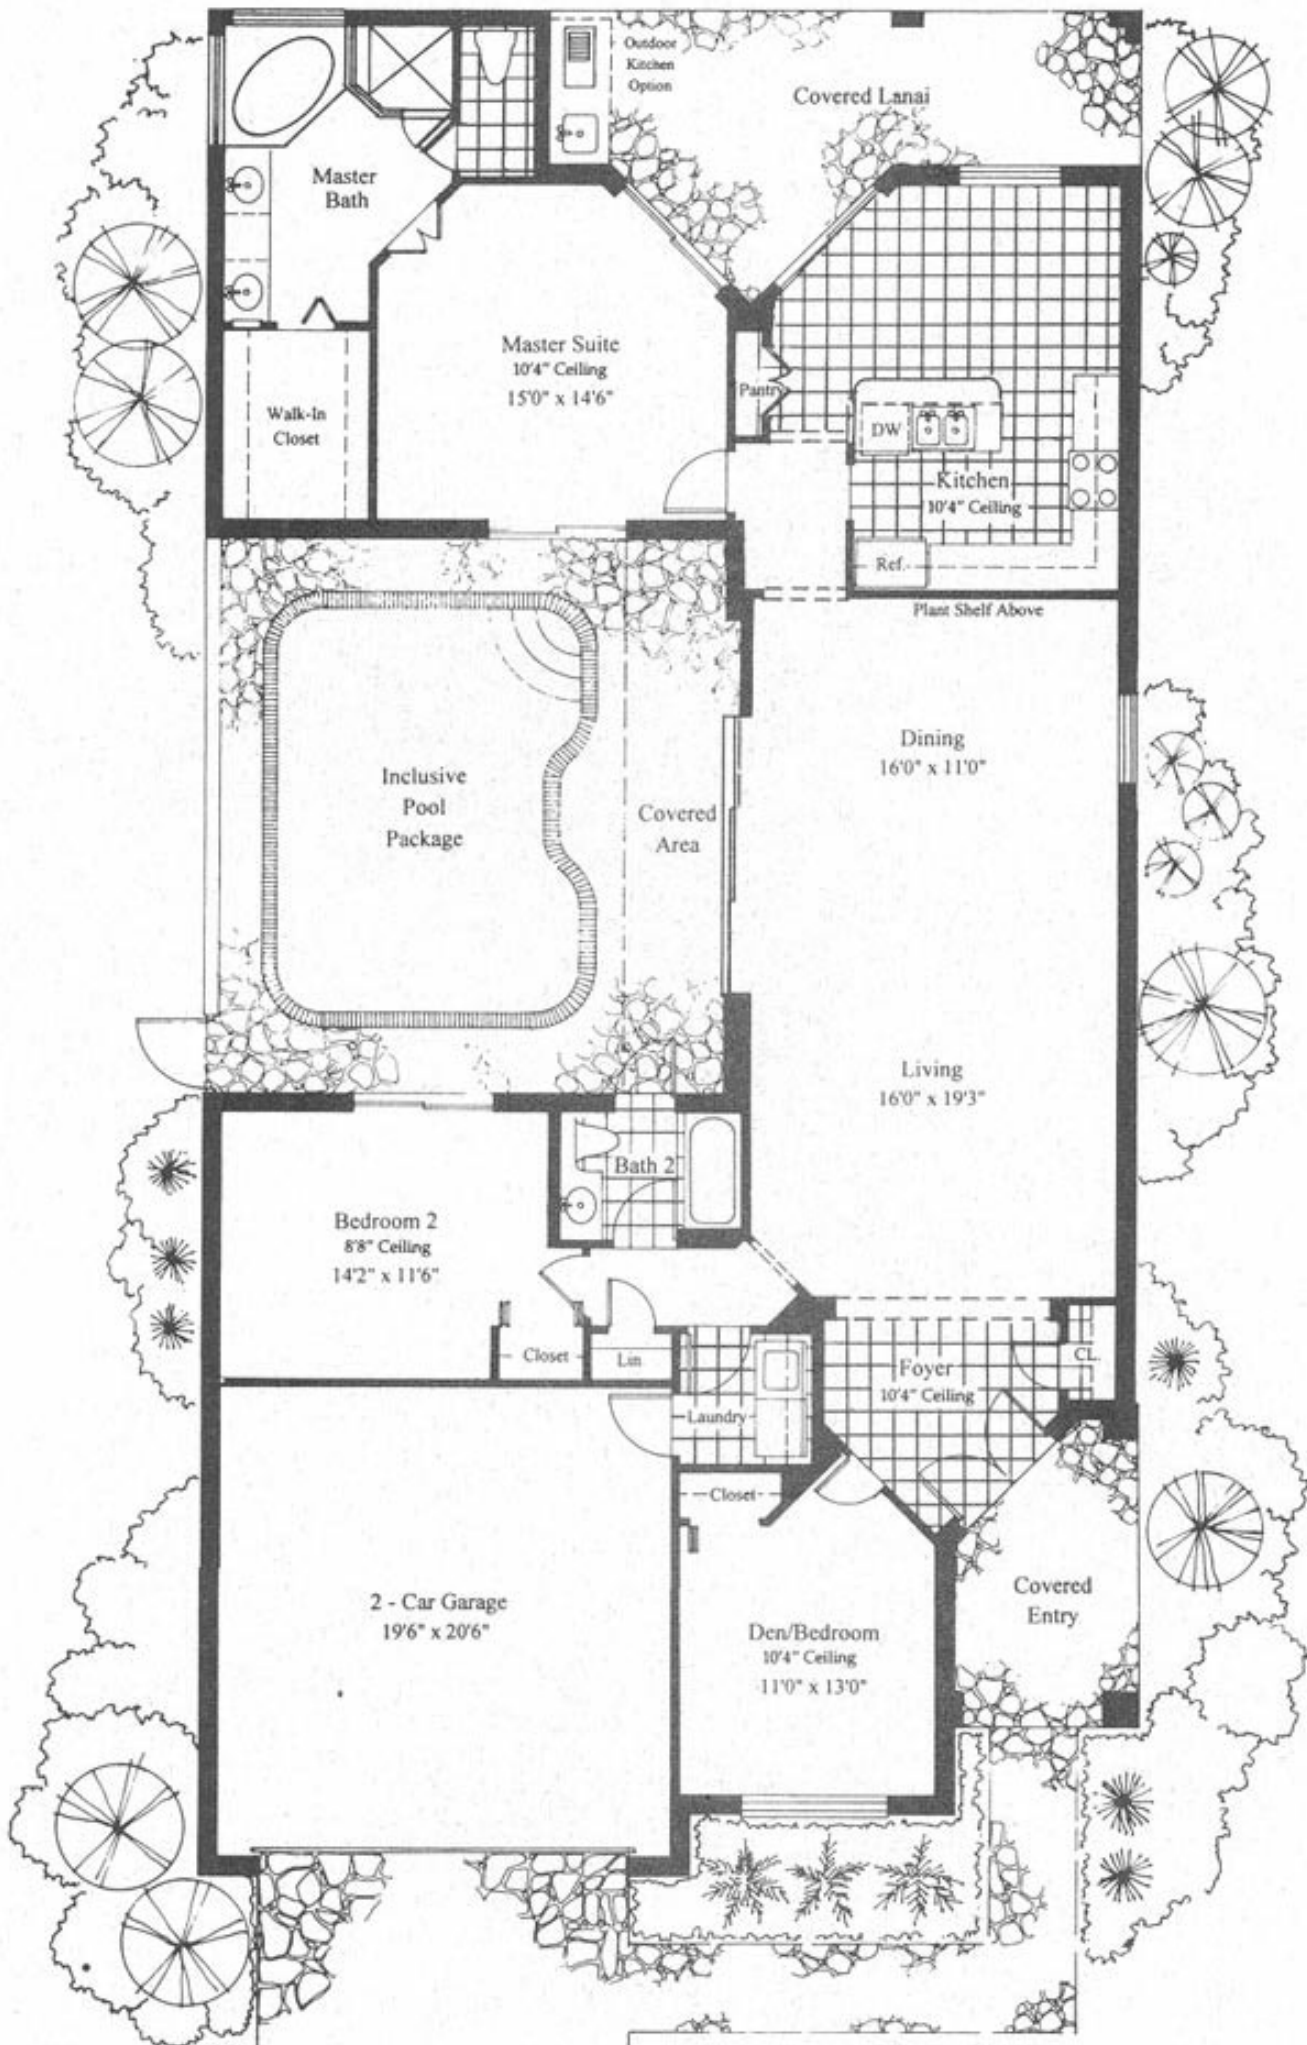 Outdoor
Kitchen
Option
Covered Lanai
Master
Bath
Master Suite
10'4" Ceiling
15'0" x 14'6"
Pantry
Walk-In
Closet
DW
Kitchen
10'4" Ceiling
Ref.
Plant Shelf Above
Dining
16'0" x 11'0"
Inclusive
Pool
Package
Covered
Area
Living
16'0" x 19'3"
Bath 2
Bedroom 2
8'8" Ceiling
14'2" x 11'6"
Closet
Lin
Foyer
10'4" Ceiling
CL.
Laundry
Closet
2 - Car Garage
19'6" x 20'6"
Den/Bedroom
10'4" Ceiling
11'0" x 13'0"
Covered
Entry